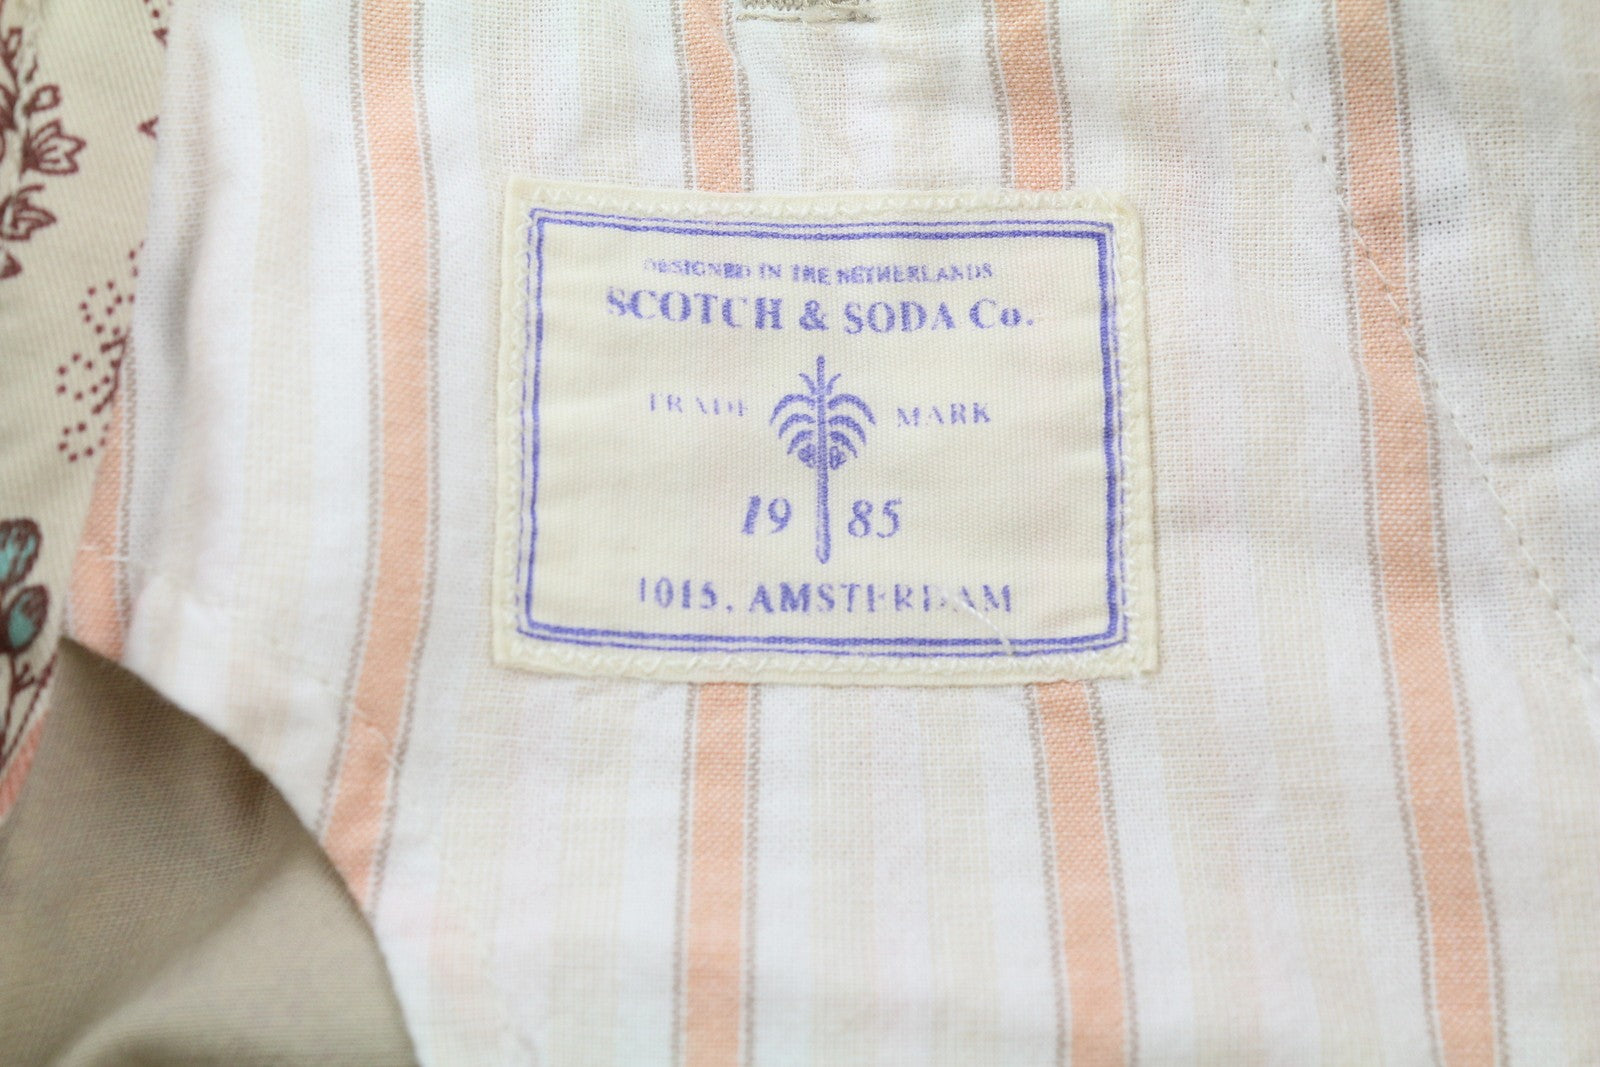 DESIGNED IN THE NETHERLANDS
SCOTCH & SODA Co.
TRADE MARK
19 85
1015, AMSTERDAM